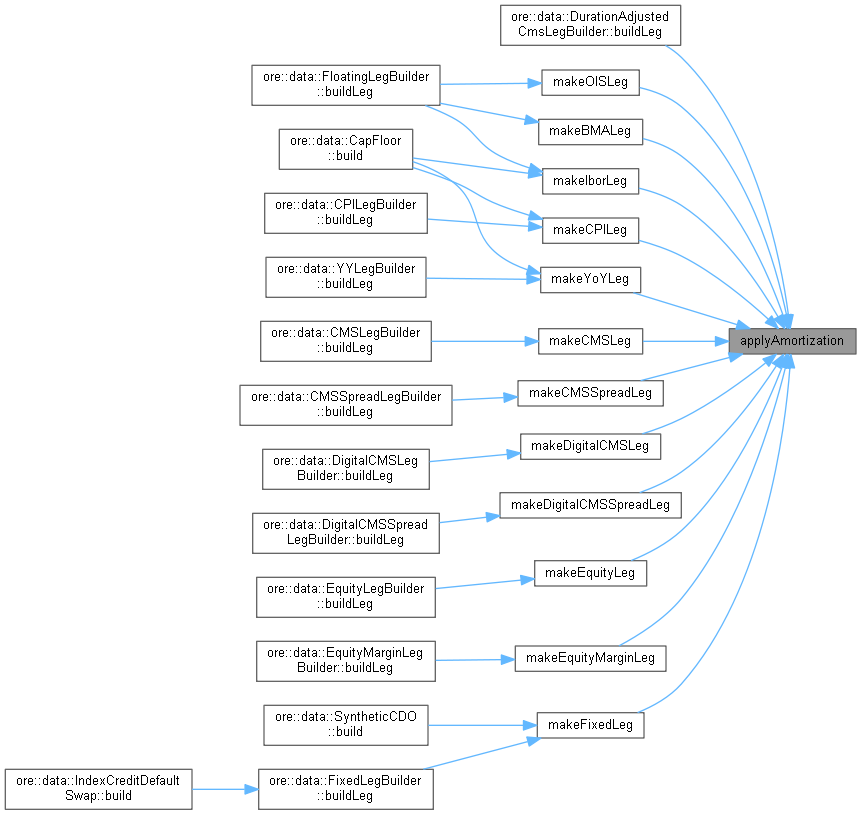 ore::data::DurationAdjusted
CmsLegBuilder::buildLeg
ore::data::FloatingLegBuilder
::buildLeg
makeOISLeg
makeBMALeg
ore::data::CapFloor
::build
makeIborLeg
ore::data::CPILegBuilder
::buildLeg
makeCPILeg
ore::data::YYLegBuilder
::buildLeg
makeYoYLeg
ore::data::CMSLegBuilder
::buildLeg
makeCMSLeg
applyAmortization
ore::data::CMSSpreadLegBuilder
::buildLeg
makeCMSSpreadLeg
ore::data::DigitalCMSLeg
Builder::buildLeg
makeDigitalCMSLeg
ore::data::DigitalCMSSpread
LegBuilder::buildLeg
makeDigitalCMSSpreadLeg
ore::data::EquityLegBuilder
::buildLeg
makeEquityLeg
ore::data::EquityMarginLeg
Builder::buildLeg
makeEquityMarginLeg
ore::data::SyntheticCDO
::build
makeFixedLeg
ore::data::IndexCreditDefault
Swap::build
ore::data::FixedLegBuilder
::buildLeg